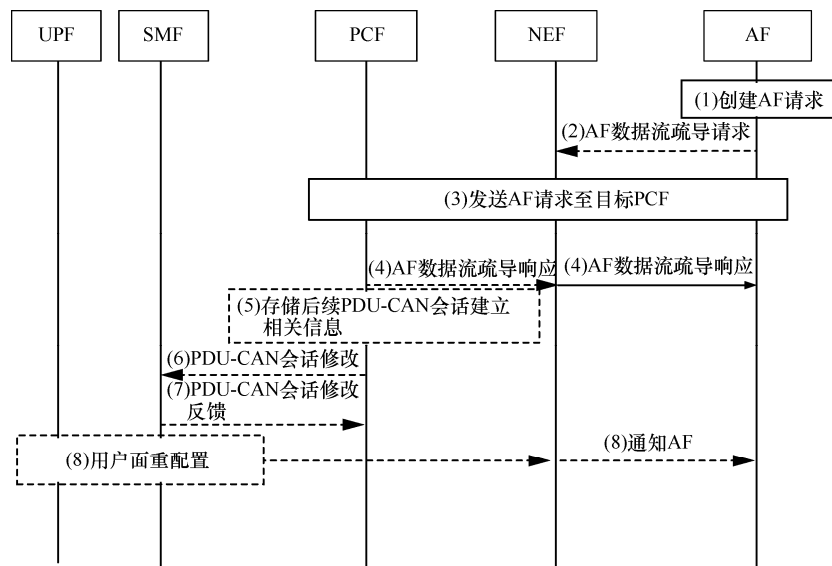 UPF
SMF
PCF
NEF
AF
(1)创建AF请求
(2)AF数据流疏导请求
(3)发送AF请求至目标PCF
(4)AF数据流疏导响应
(4)AF数据流疏导响应
(5)存储后续PDU-CAN会话建立
相关信息
(6)PDU-CAN会话修改
(7)PDU-CAN会话修改
反馈
(8)用户面重配置
(8)通知AF